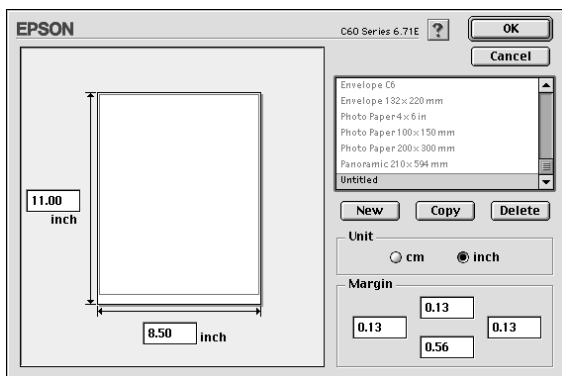 EPSON
C60 Series 6.71E ? OK
Cancel
Envelope C6
Envelope 132×220 mm
Photo Paper 4×6 in
Photo Paper 100×150 mm
Photo Paper 200×300 mm
Panoramic 210×594 mm
Untitled
New Copy Delete
Unit
cm inch
Margin
0.13
0.13 0.13
0.56
11.00
inch
8.50 inch